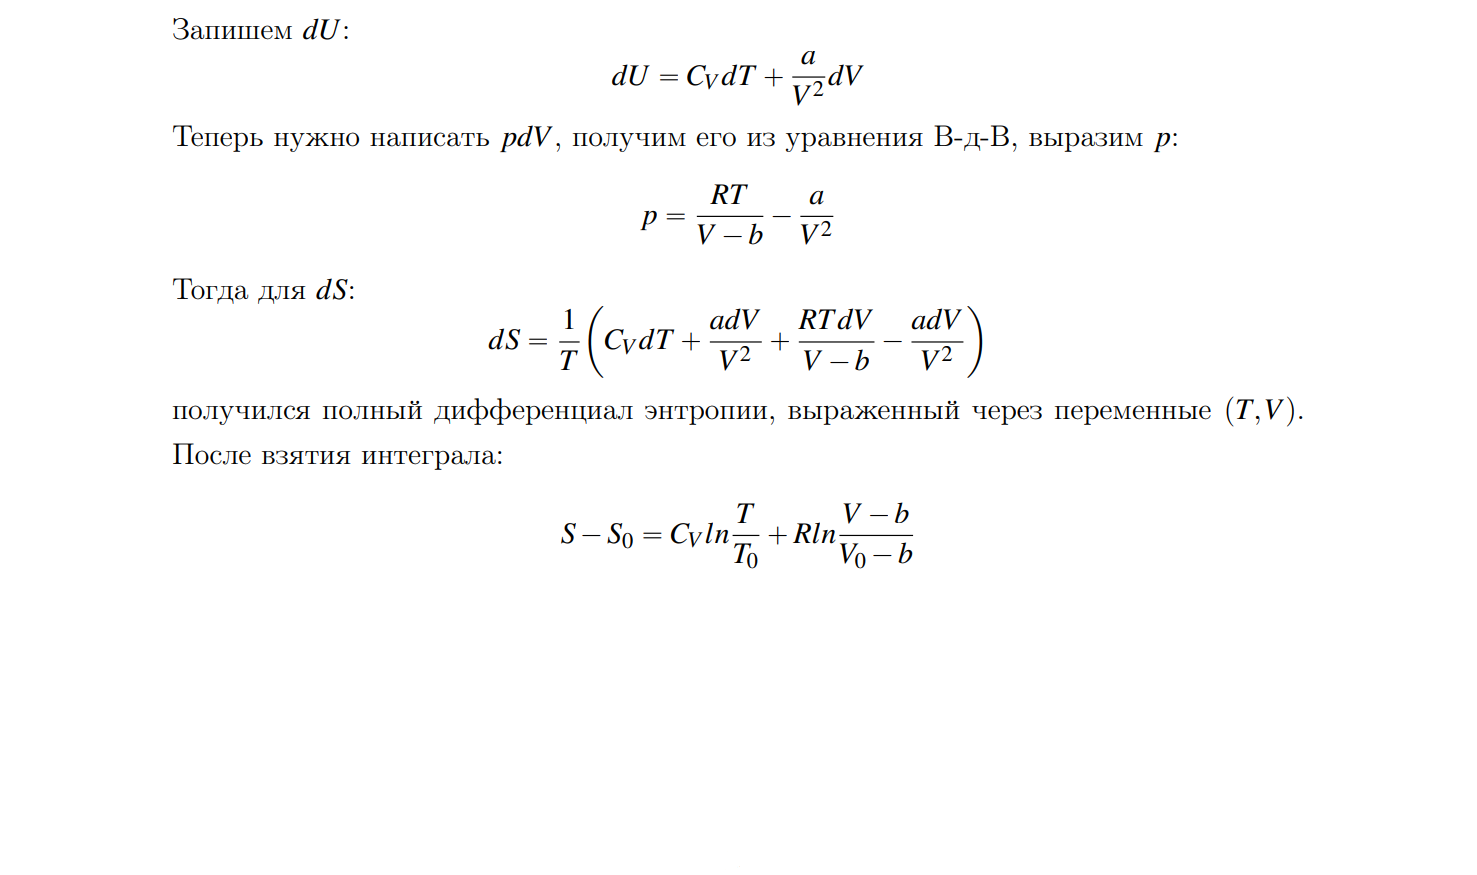 Запишем dU:
dU = C_V dT + \frac{a}{V^2} dV
Теперь нужно написать pdV, получим его из уравнения В-д-В, выразим p:
p = \frac{RT}{V - b} - \frac{a}{V^2}
Тогда для dS:
dS = \frac{1}{T} \left( C_V dT + \frac{adV}{V^2} + \frac{RTdV}{V - b} - \frac{adV}{V^2} \right)
получился полный дифференциал энтропии, выраженный через переменные (T,V).
После взятия интеграла:
S - S_0 = C_V ln \frac{T}{T_0} + R ln \frac{V - b}{V_0 - b}